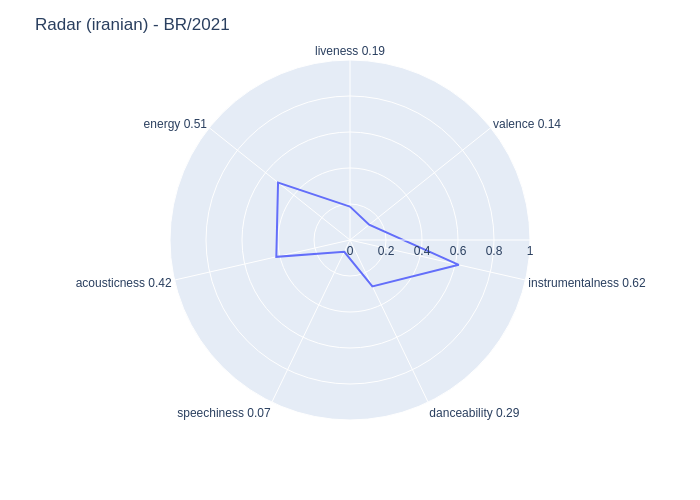 Radar (iranian) - BR/2021
liveness 0.19
energy 0.51
valence 0.14
0 0.2 0.4 0.6 0.8 1
acousticness 0.42
instrumentalness 0.62
speechiness 0.07
danceability 0.29